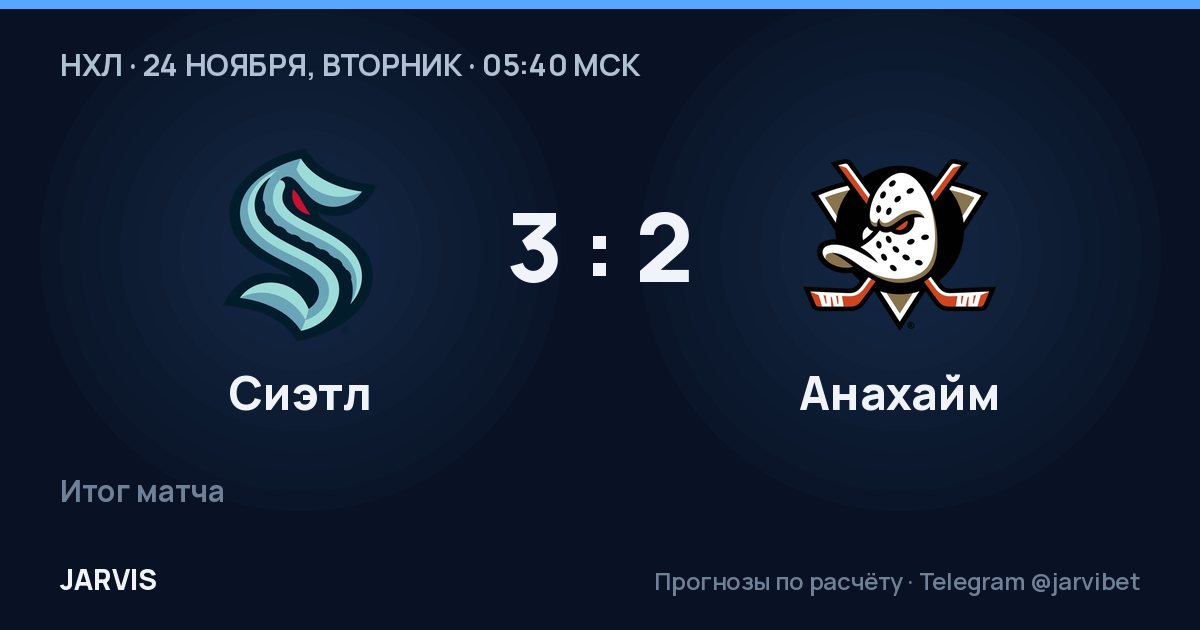 НХЛ · 24 НОЯБРЯ, ВТОРНИК · 05:40 МСК
3 : 2
Сиэтл
Анахайм
Итог матча
JARVIS
Прогнозы по расчёту · Telegram @jarvibet